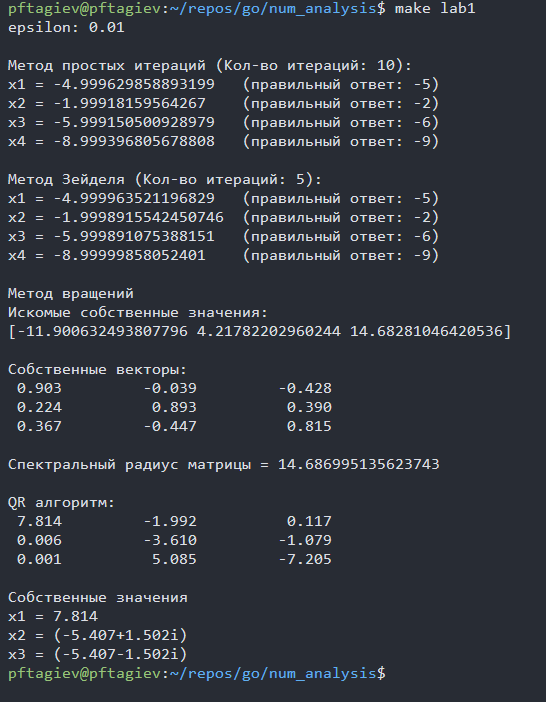 pftagiev@pftagiev:~/repos/go/num_analysis$ make lab1
epsilon: 0.01
Метод простых итераций (Кол-во итераций: 10):
x1 = -4.999629858893199 (правильный ответ: -5)
x2 = -1.99918159564267 (правильный ответ: -2)
x3 = -5.999150500928979 (правильный ответ: -6)
x4 = -8.999396805678808 (правильный ответ: -9)
Метод Зейделя (Кол-во итераций: 5):
x1 = -4.999963521196829 (правильный ответ: -5)
x2 = -1.9998915542450746 (правильный ответ: -2)
x3 = -5.999891075388151 (правильный ответ: -6)
x4 = -8.99999858052401 (правильный ответ: -9)
Метод вращений
Искомые собственные значения:
[-11.900632493807796 4.21782202960244 14.68281046420536]
Собственные векторы:
0.903 -0.039 -0.428
0.224 0.893 0.390
0.367 -0.447 0.815
Спектральный радиус матрицы = 14.686995135623743
QR алгоритм:
7.814 -1.992 0.117
0.006 -3.610 -1.079
0.001 5.085 -7.205
Собственные значения
x1 = 7.814
x2 = (-5.407+1.502i)
x3 = (-5.407-1.502i)
pftagiev@pftagiev:~/repos/go/num_analysis$